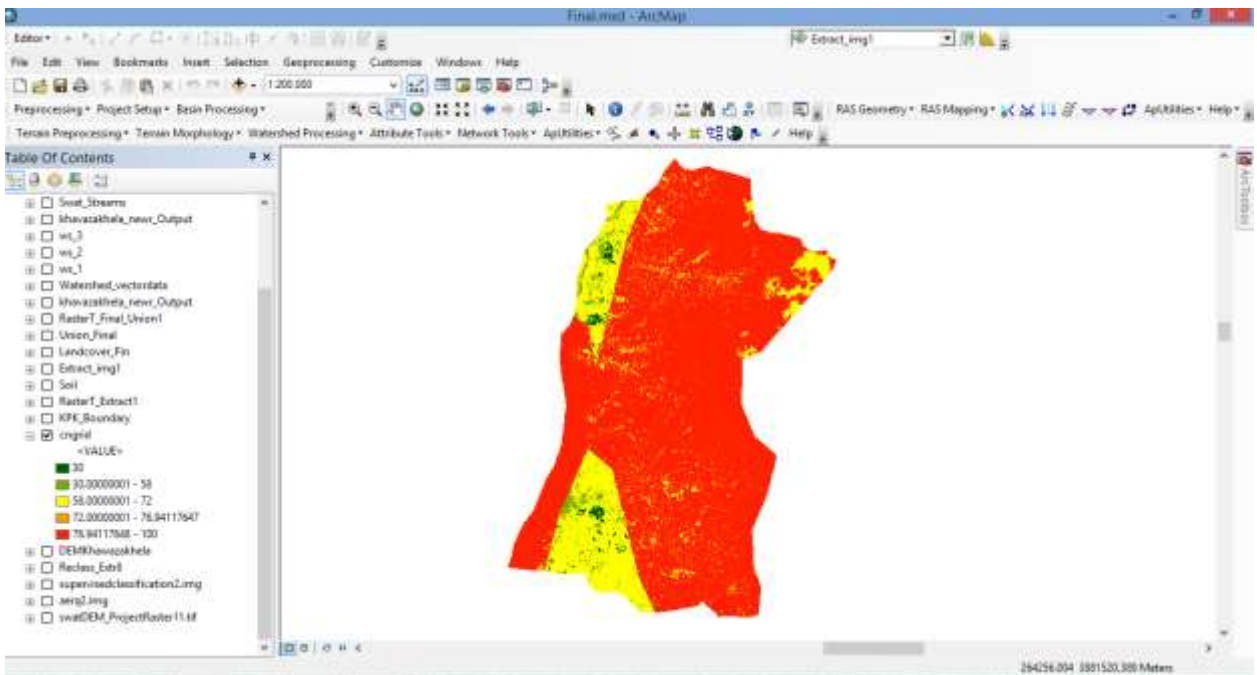 Final.mxd - ArcMap
Editor
Extract_img1
File Edit View Bookmarks Insert Selection Geoprocessing Customize Windows Help
1:200,000
Preprocessing Project Setup Basin Processing RAS Geometry RAS Mapping ApUtilities Help
Terrain Preprocessing Terrain Morphology Watershed Processing Attribute Tools Network Tools ApUtilities Help
Table Of Contents
ArcToolbox
Swat_Streams
khavazakhela_newr_Output
ws_3
ws_2
ws_1
Watershed_vectordata
khavazakhela_newr_Output
RasterT_Final_Union1
Union_Final
Landcover_Fin
Extract_img1
Soil
RasterT_Extract1
KPK_Boundary
cngrid
<VALUE>
30
30.00000001 - 58
58.00000001 - 72
72.00000001 - 76.94117647
76.94117648 - 100
DEMKhawazakhela
Reclass_Extr8
supervisedclassification2.img
aerq2.img
swatDEM_ProjectRaster11.tif
264256.004 3881520.389 Meters